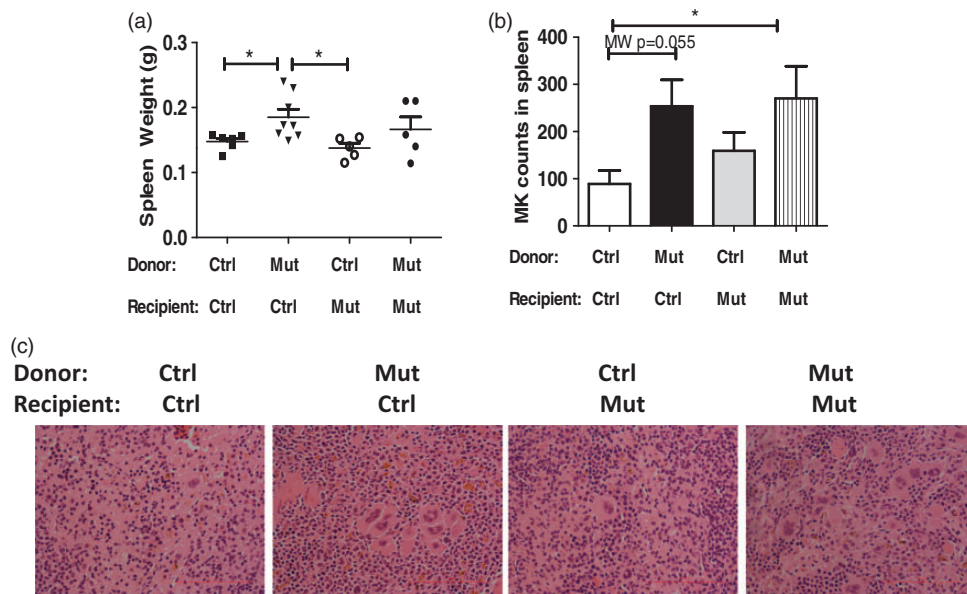 (a)
Spleen Weight (g)
0.3
0.2
0.1
0.0
*
*
Donor: Ctrl Mut Ctrl Mut
Recipient: Ctrl Ctrl Mut Mut
(b)
MK counts in spleen
400
300
200
100
0
*
MW p=0.055
Donor: Ctrl Mut Ctrl Mut
Recipient: Ctrl Ctrl Mut Mut
(c)
Donor: Ctrl Mut Ctrl Mut
Recipient: Ctrl Ctrl Mut Mut